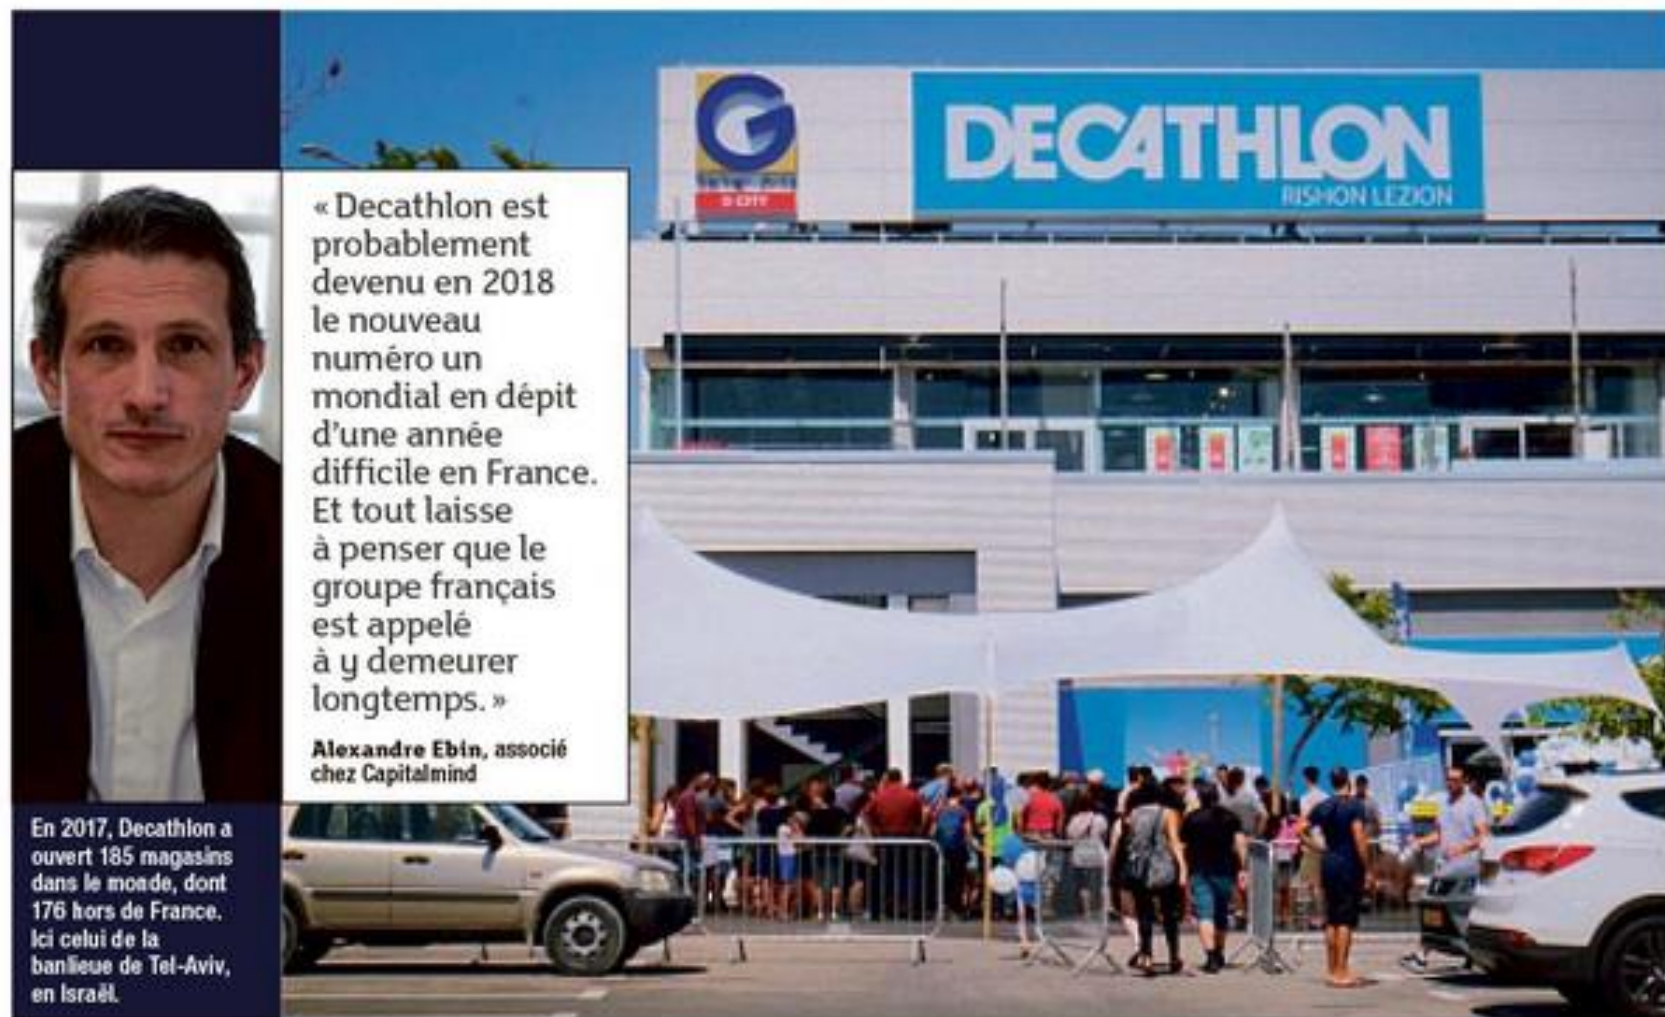 DECATHLON
RISHON LEZION
G CITY
« Decathlon est
probablement
devenu en 2018
le nouveau
numéro un
mondial en dépit
d'une année
difficile en France.
Et tout laisse
à penser que le
groupe français
est appelé
à y demeurer
longtemps. »
Alexandre Ebin, associé
chez Capitalmind
En 2017, Decathlon a
ouvert 185 magasins
dans le monde, dont
176 hors de France.
Ici celui de la
banlieue de Tel-Aviv,
en Israël.